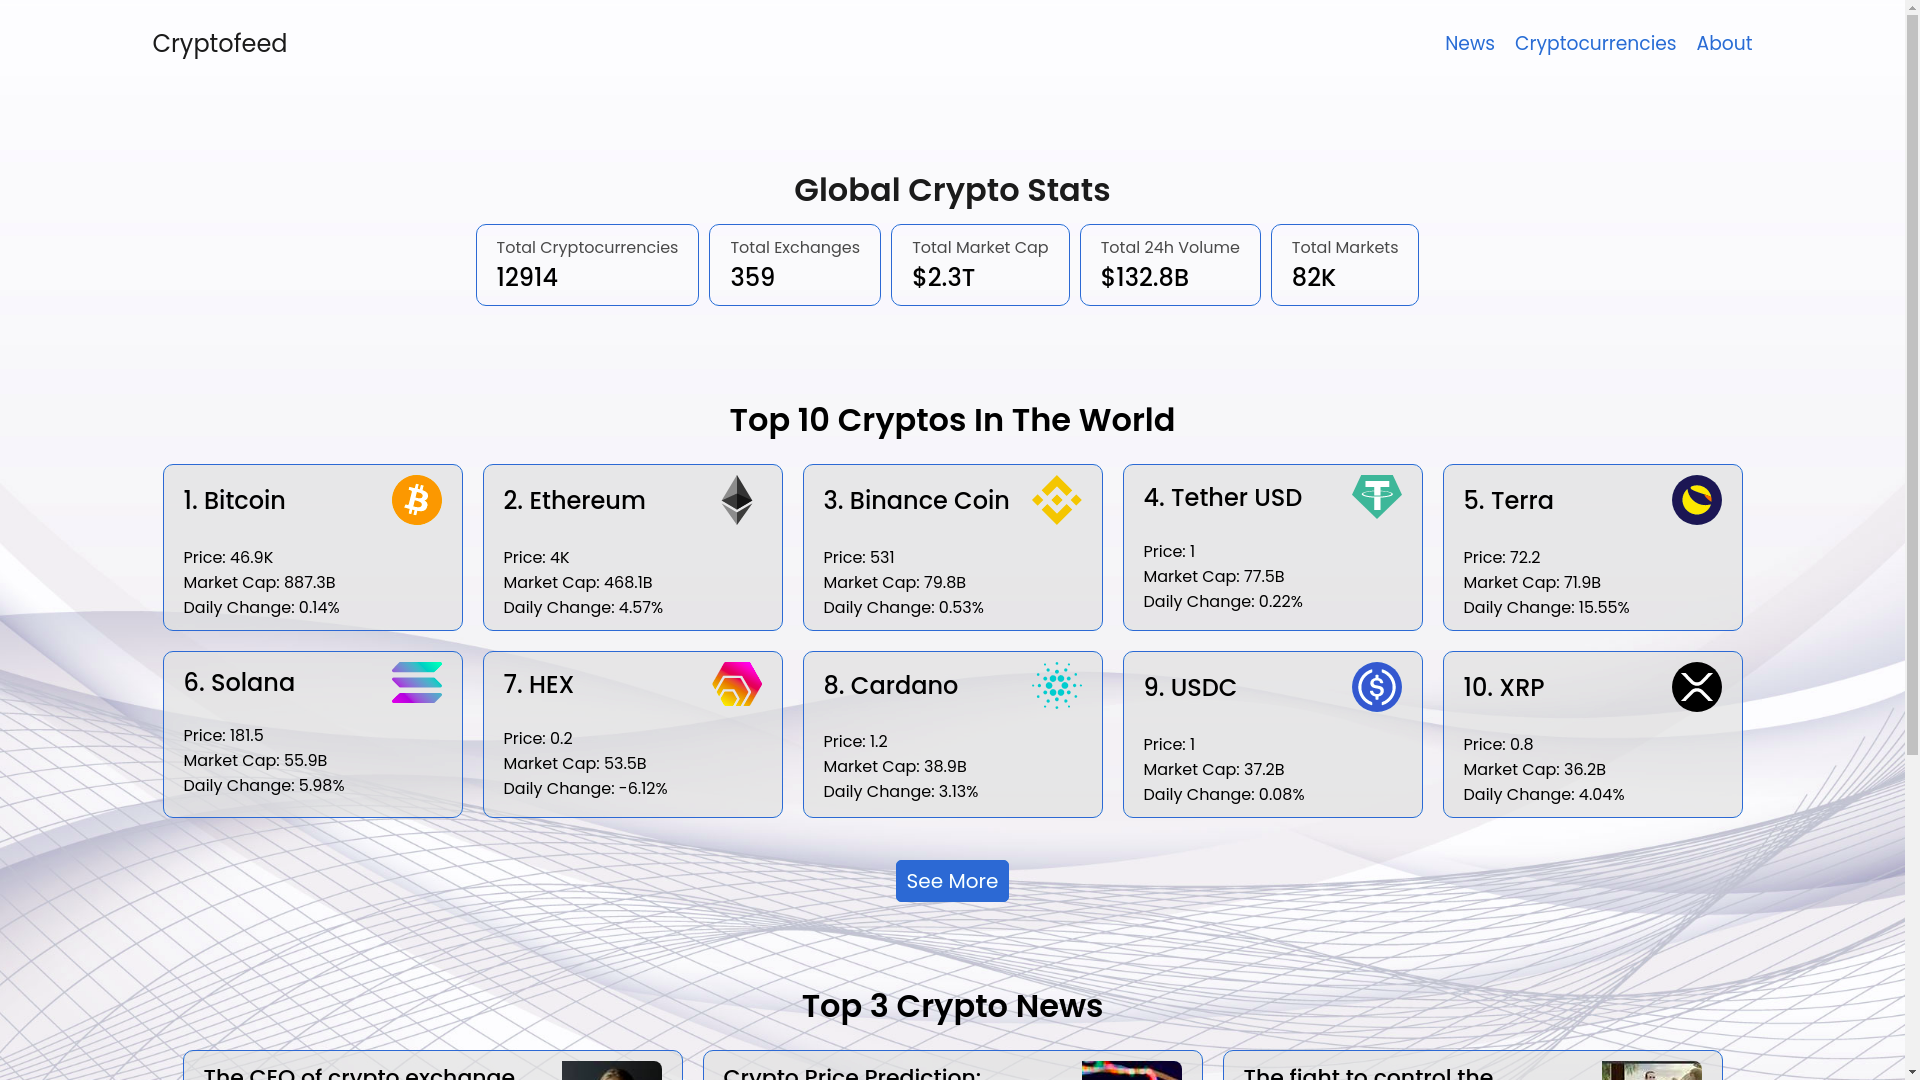 Cryptofeed
News
Cryptocurrencies
About
Global Crypto Stats
Total Cryptocurrencies
12914
Total Exchanges
359
Total Market Cap
$2.3T
Total 24h Volume
$132.8B
Total Markets
82K
Top 10 Cryptos In The World
1. Bitcoin
Price: 46.9K
Market Cap: 887.3B
Daily Change: 0.14%
2. Ethereum
Price: 4K
Market Cap: 468.1B
Daily Change: 4.57%
3. Binance Coin
Price: 531
Market Cap: 79.8B
Daily Change: 0.53%
4. Tether USD
Price: 1
Market Cap: 77.5B
Daily Change: 0.22%
5. Terra
Price: 72.2
Market Cap: 71.9B
Daily Change: 15.55%
6. Solana
Price: 181.5
Market Cap: 55.9B
Daily Change: 5.98%
7. HEX
Price: 0.2
Market Cap: 53.5B
Daily Change: -6.12%
8. Cardano
Price: 1.2
Market Cap: 38.9B
Daily Change: 3.13%
9. USDC
Price: 1
Market Cap: 37.2B
Daily Change: 0.08%
10. XRP
Price: 0.8
Market Cap: 36.2B
Daily Change: 4.04%
See More
Top 3 Crypto News
The CEO of crypto exchange
Crypto Price Prediction:
The fight to control the